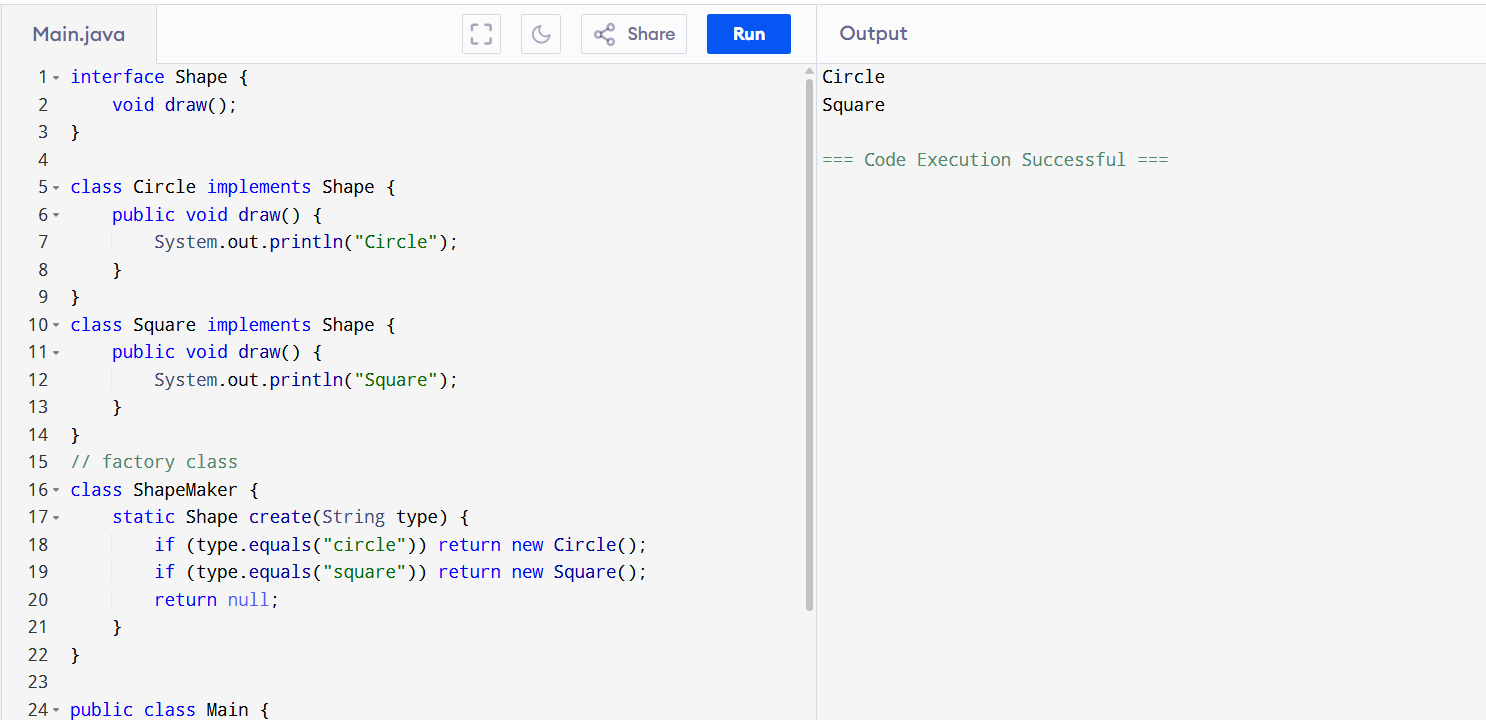 Main.java Share Run Output
1 interface Shape {
2     void draw();
3 }
4
5 class Circle implements Shape {
6     public void draw() {
7         System.out.println("Circle");
8     }
9 }
10 class Square implements Shape {
11     public void draw() {
12         System.out.println("Square");
13     }
14 }
15 // factory class
16 class ShapeMaker {
17     static Shape create(String type) {
18         if (type.equals("circle")) return new Circle();
19         if (type.equals("square")) return new Square();
20         return null;
21     }
22 }
23
24 public class Main {
Circle
Square
=== Code Execution Successful ===